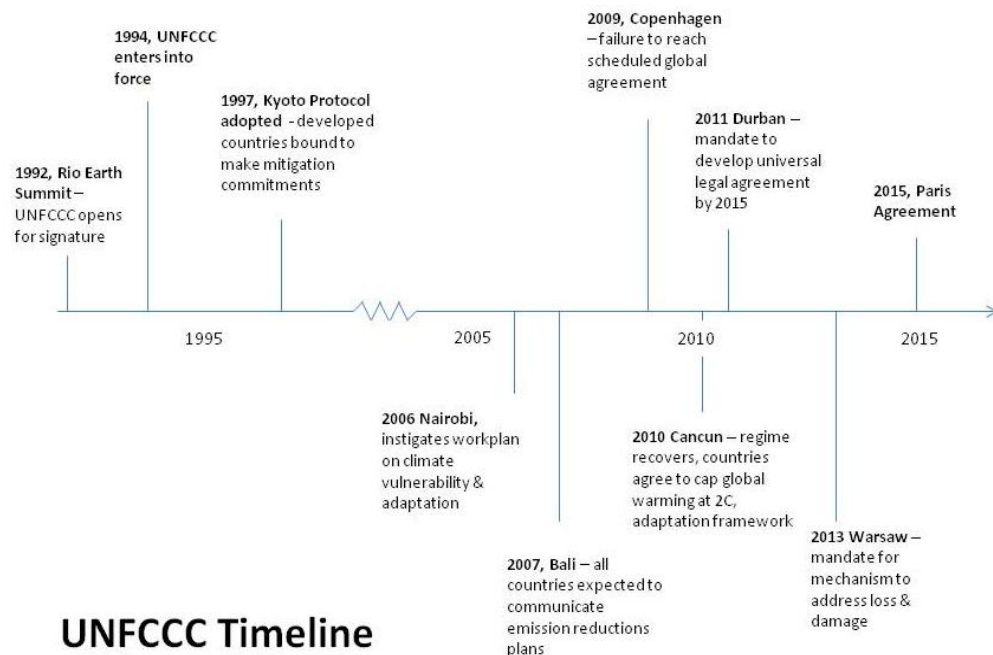 1992, Rio Earth
Summit –
UNFCCC opens
for signature
1994, UNFCCC
enters into
force
1997, Kyoto Protocol
adopted - developed
countries bound to
make mitigation
commitments
2009, Copenhagen
– failure to reach
scheduled global
agreement
2011 Durban –
mandate to
develop universal
legal agreement
by 2015
2015, Paris
Agreement
1995
2005
2010
2015
2006 Nairobi,
instigates workplan
on climate
vulnerability &
adaptation
2007, Bali – all
countries expected to
communicate
emission reductions
plans
2010 Cancun – regime
recovers, countries
agree to cap global
warming at 2C,
adaptation framework
2013 Warsaw –
mandate for
mechanism to
address loss &
damage
UNFCCC Timeline